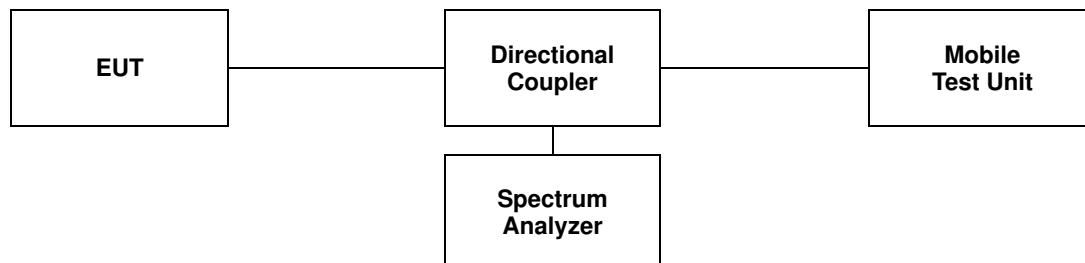 EUT
Directional
Coupler
Mobile
Test Unit
Spectrum
Analyzer